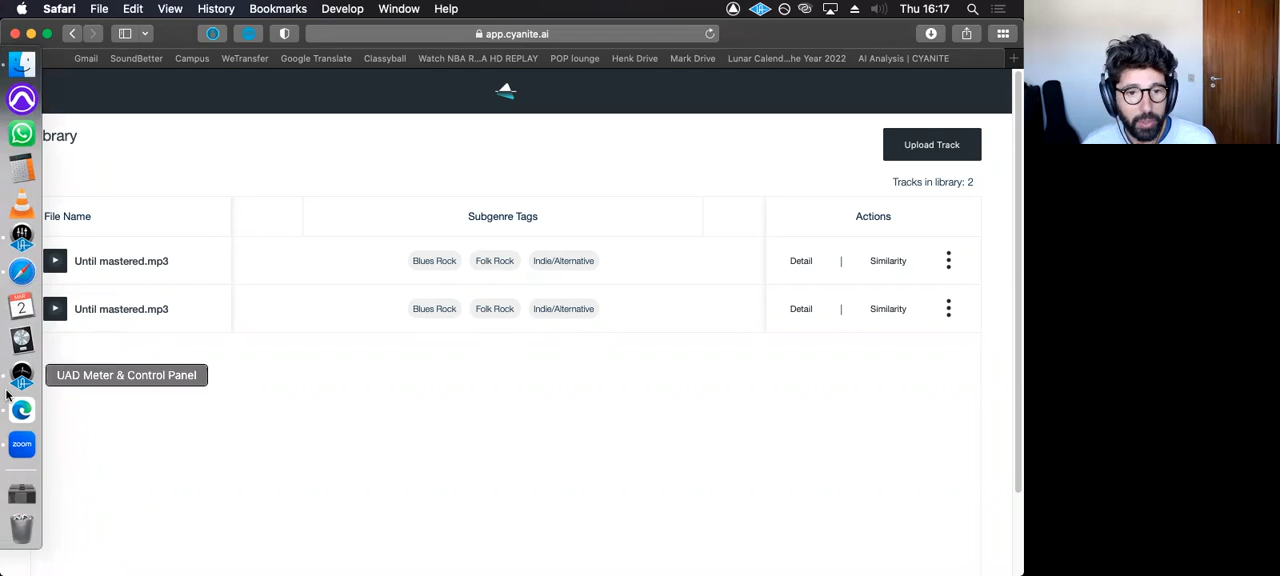 Safari File Edit View History Bookmarks Develop Window Help Thu 16:17
app.cyanite.ai
Gmail SoundBetter Campus WeTransfer Google Translate Classyball Watch NBA R...A HD REPLAY POP lounge Henk Drive Mark Drive Lunar Calend...he Year 2022 AI Analysis | CYANITE
brary
Upload Track
Tracks in library: 2
File Name Subgenre Tags Actions
Until mastered.mp3 Blues Rock Folk Rock Indie/Alternative Detail | Similarity
Until mastered.mp3 Blues Rock Folk Rock Indie/Alternative Detail | Similarity
MAR
2
UAD Meter & Control Panel
zoom